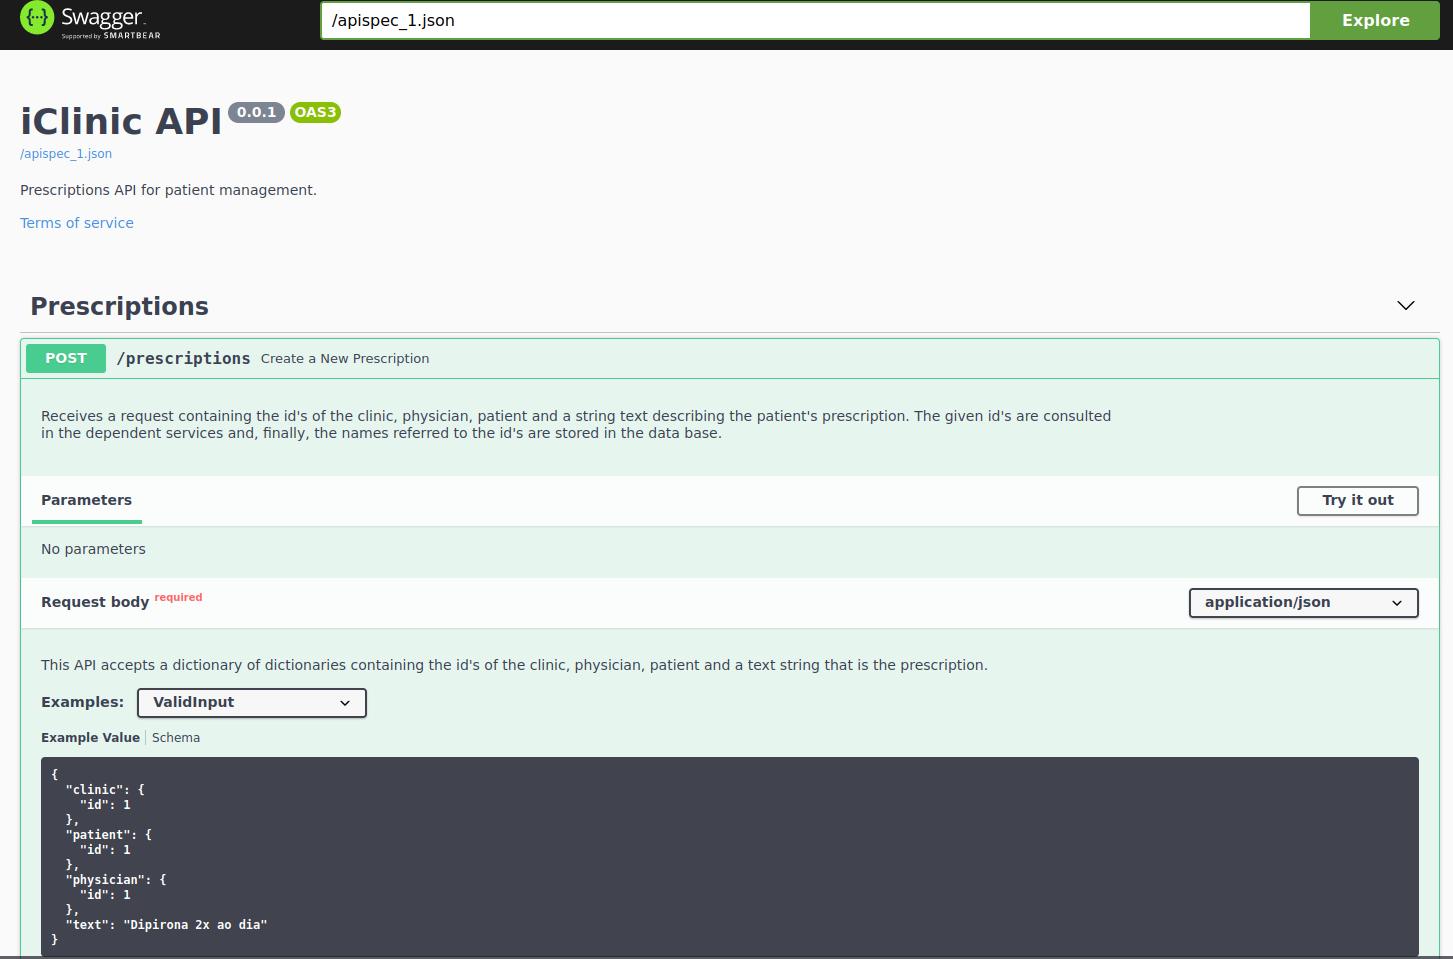 Swagger
Supported by SMARTBEAR
/apispec_1.json
Explore
iClinic API 0.0.1 OAS3
/apispec_1.json
Prescriptions API for patient management.
Terms of service
Prescriptions
POST /prescriptions Create a New Prescription
Receives a request containing the id's of the clinic, physician, patient and a string text describing the patient's prescription. The given id's are consulted
in the dependent services and, finally, the names referred to the id's are stored in the data base.
Parameters
Try it out
No parameters
Request body required
application/json
This API accepts a dictionary of dictionaries containing the id's of the clinic, physician, patient and a text string that is the prescription.
Examples: ValidInput
Example Value Schema
{
  "clinic": {
    "id": 1
  },
  "patient": {
    "id": 1
  },
  "physician": {
    "id": 1
  },
  "text": "Dipirona 2x ao dia"
}